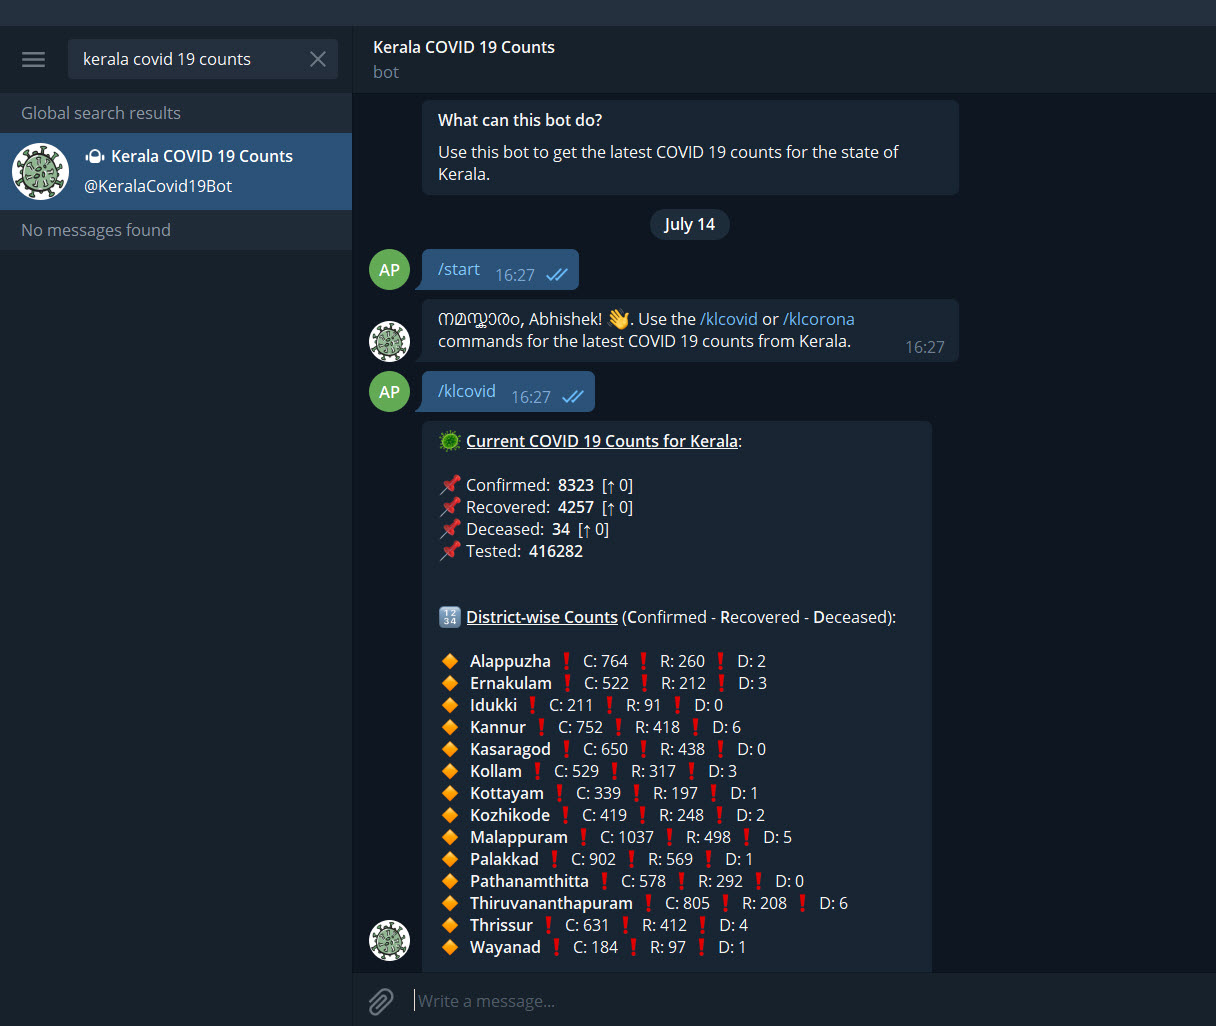 kerala covid 19 counts
Global search results
Kerala COVID 19 Counts
@KeralaCovid19Bot
No messages found
Kerala COVID 19 Counts
bot
What can this bot do?
Use this bot to get the latest COVID 19 counts for the state of
Kerala.
July 14
AP
/start 16:27
നമസ്കാരം, Abhishek! 👋. Use the /klcovid or /klcorona
commands for the latest COVID 19 counts from Kerala. 16:27
AP
/klcovid 16:27
Current COVID 19 Counts for Kerala:
📌 Confirmed: 8323 [↑ 0]
📌 Recovered: 4257 [↑ 0]
📌 Deceased: 34 [↑ 0]
📌 Tested: 416282
🔢 District-wise Counts (Confirmed - Recovered - Deceased):
🔸 Alappuzha ❗ C: 764 ❗ R: 260 ❗ D: 2
🔸 Ernakulam ❗ C: 522 ❗ R: 212 ❗ D: 3
🔸 Idukki ❗ C: 211 ❗ R: 91 ❗ D: 0
🔸 Kannur ❗ C: 752 ❗ R: 418 ❗ D: 6
🔸 Kasaragod ❗ C: 650 ❗ R: 438 ❗ D: 0
🔸 Kollam ❗ C: 529 ❗ R: 317 ❗ D: 3
🔸 Kottayam ❗ C: 339 ❗ R: 197 ❗ D: 1
🔸 Kozhikode ❗ C: 419 ❗ R: 248 ❗ D: 2
🔸 Malappuram ❗ C: 1037 ❗ R: 498 ❗ D: 5
🔸 Palakkad ❗ C: 902 ❗ R: 569 ❗ D: 1
🔸 Pathanamthitta ❗ C: 578 ❗ R: 292 ❗ D: 0
🔸 Thiruvananthapuram ❗ C: 805 ❗ R: 208 ❗ D: 6
🔸 Thrissur ❗ C: 631 ❗ R: 412 ❗ D: 4
🔸 Wayanad ❗ C: 184 ❗ R: 97 ❗ D: 1
Write a message...